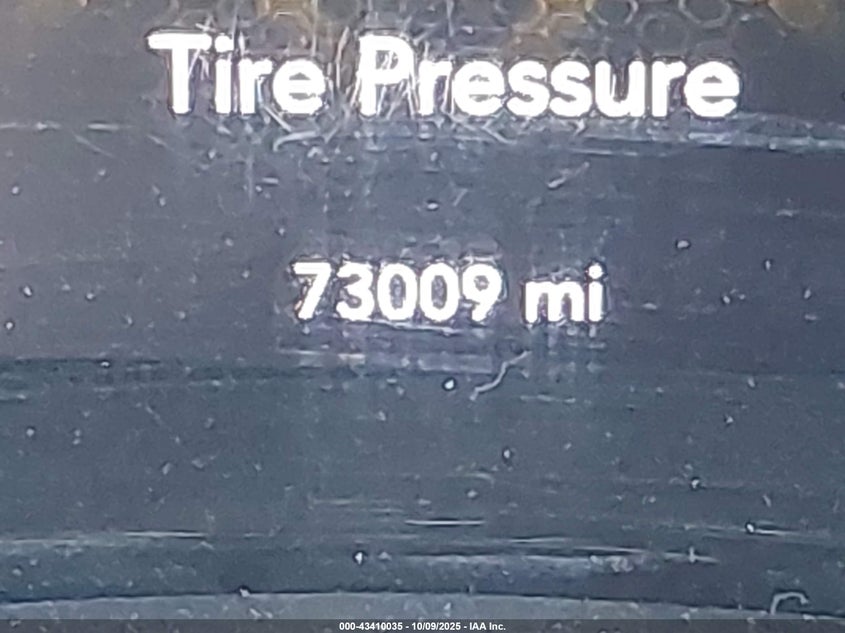 Tire Pressure
73009 mi
000-43410035 - 10/09/2025 - IAA Inc.